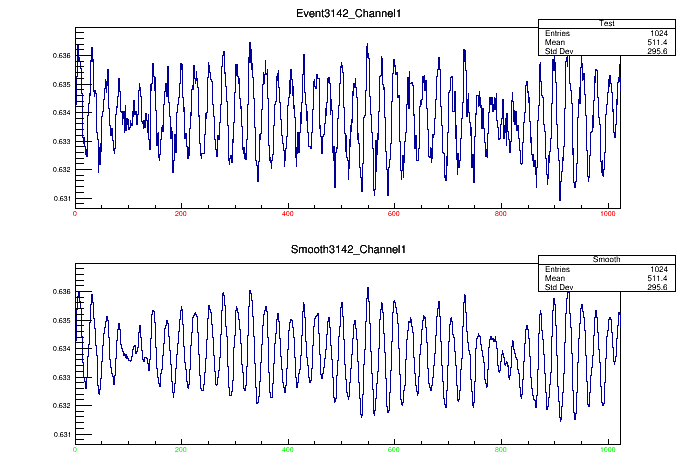 Event3142_Channel1
Test
Entries 1024
Mean 511.4
Std Dev 295.6
0.636
0.635
0.634
0.633
0.632
0.631
0 200 400 600 800 1000
Smooth3142_Channel1
Smooth
Entries 1024
Mean 511.4
Std Dev 295.6
0.636
0.635
0.634
0.633
0.632
0.631
0 200 400 600 800 1000